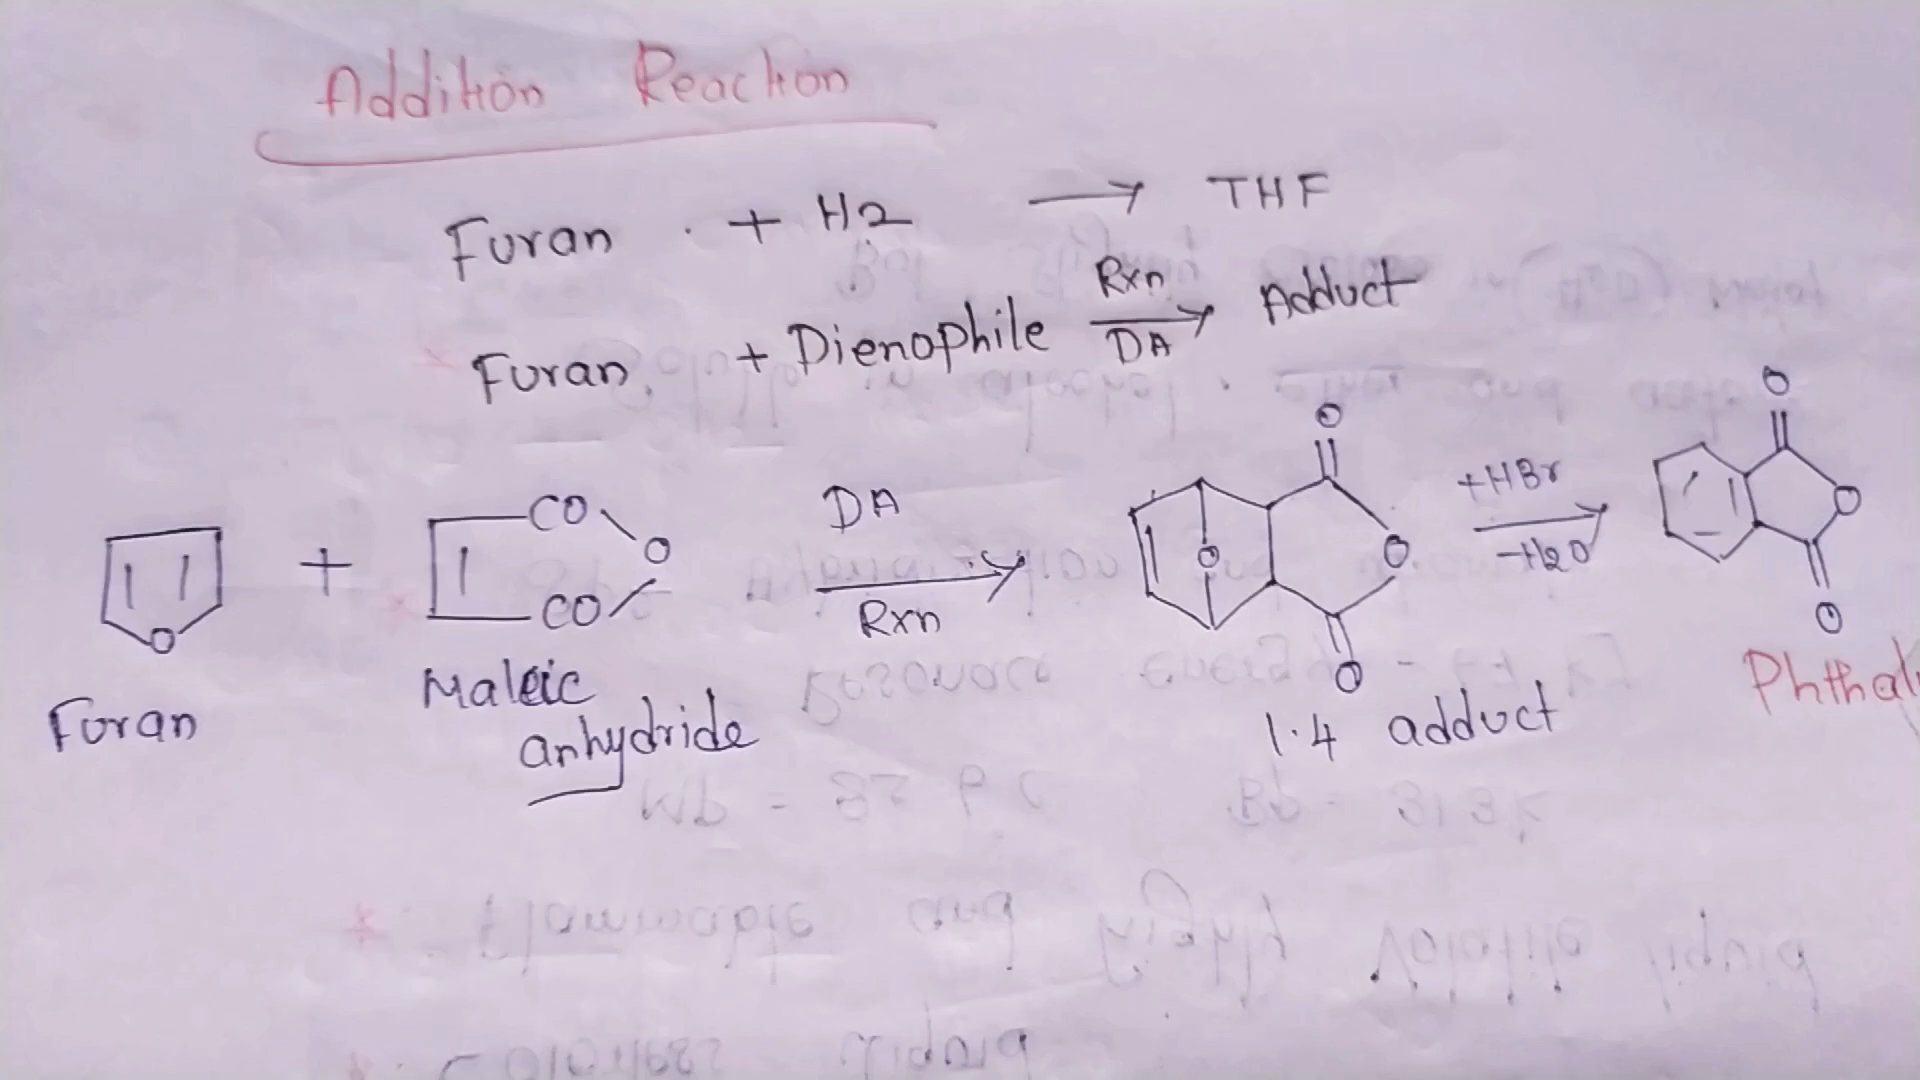 Addition Reaction
Furan + H2 → THF
Furan + Dienophile Rxn → DA Adduct
Furan
+
CO
O
CO
Maleic
anhydride
DA
Rxn
O
O
O
O
1.4 adduct
+HBr
-H2O
O
O
O
Phthal